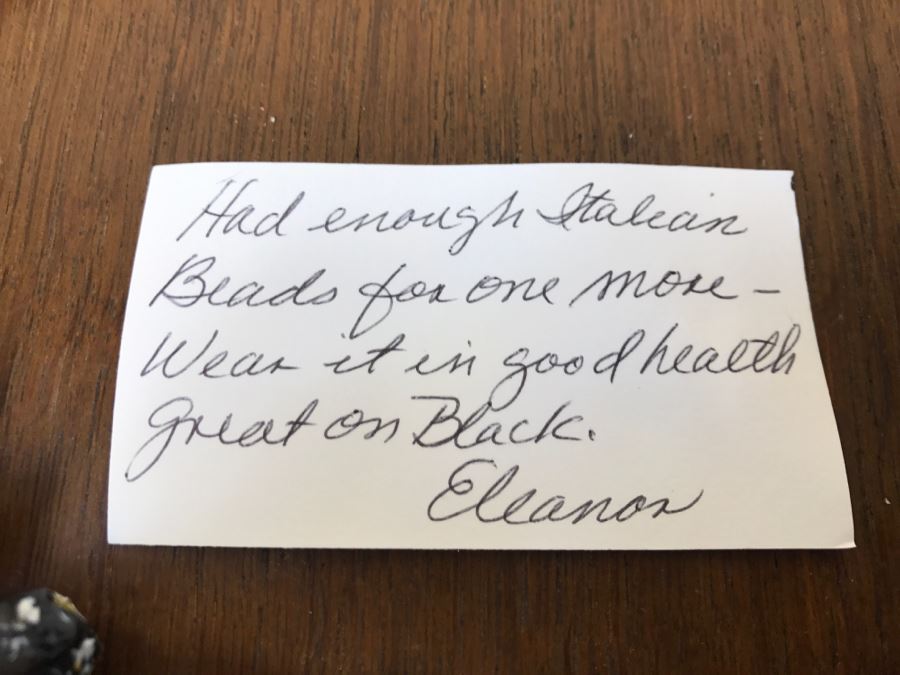 Had enough Italian
Beads for one more -
Wear it in good health
Great on Black.
Eleanor